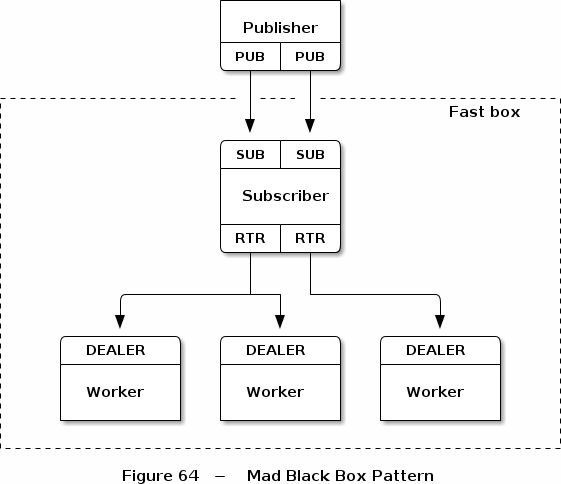 Publisher
PUB PUB
Fast box
SUB SUB
Subscriber
RTR RTR
DEALER DEALER DEALER
Worker Worker Worker
Figure 64 – Mad Black Box Pattern